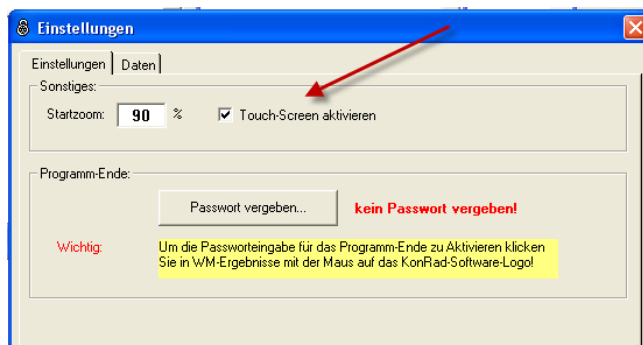 Einstellungen
Einstellungen Daten
Sonstiges:
Startzoom: 90 % Touch-Screen aktivieren
Programm-Ende:
Passwort vergeben... kein Passwort vergeben!
Wichtig: Um die Passworteingabe für das Programm-Ende zu Aktivieren klicken
Sie in WM-Ergebnisse mit der Maus auf das KonRad-Software-Logo!